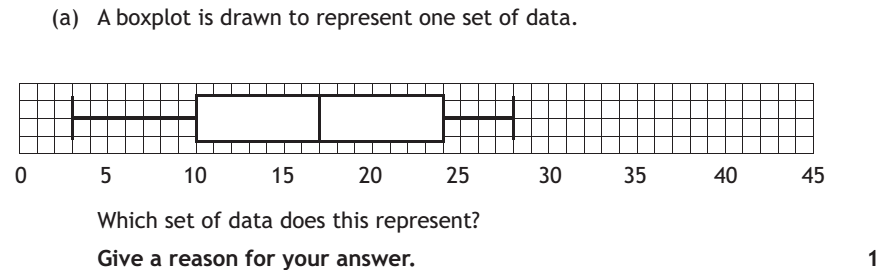 (a) A boxplot is drawn to represent one set of data.
0 5 10 15 20 25 30 35 40 45
Which set of data does this represent?
Give a reason for your answer. 1